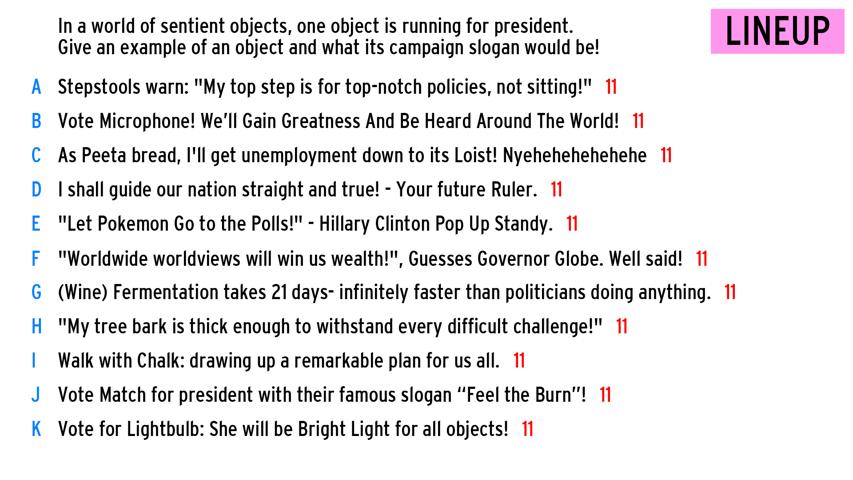 In a world of sentient objects, one object is running for president.
Give an example of an object and what its campaign slogan would be!
LINEUP
A Stepstools warn: "My top step is for top-notch policies, not sitting!" 11
B Vote Microphone! We’ll Gain Greatness And Be Heard Around The World! 11
C As Peeta bread, I'll get unemployment down to its Loist! Nyehehehehehehe 11
D I shall guide our nation straight and true! - Your future Ruler. 11
E "Let Pokemon Go to the Polls!" - Hillary Clinton Pop Up Standy. 11
F "Worldwide worldviews will win us wealth!", Guesses Governor Globe. Well said! 11
G (Wine) Fermentation takes 21 days- infinitely faster than politicians doing anything. 11
H "My tree bark is thick enough to withstand every difficult challenge!" 11
I Walk with Chalk: drawing up a remarkable plan for us all. 11
J Vote Match for president with their famous slogan “Feel the Burn”! 11
K Vote for Lightbulb: She will be Bright Light for all objects! 11